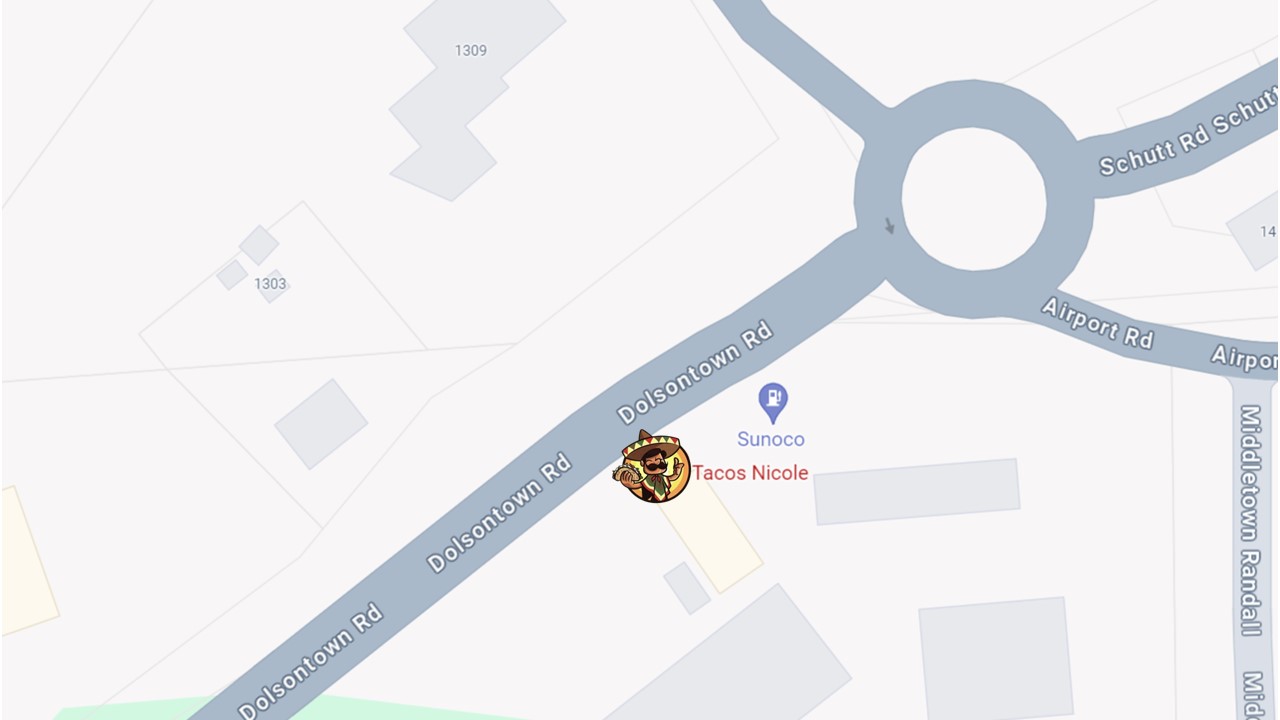 1309
Schutt Rd Schutt
14
1303
Airport Rd
Airpor
Dolsontown Rd
Sunoco
Tacos Nicole
Dolsontown Rd
Middletown Randall
Dolsontown Rd
Midd